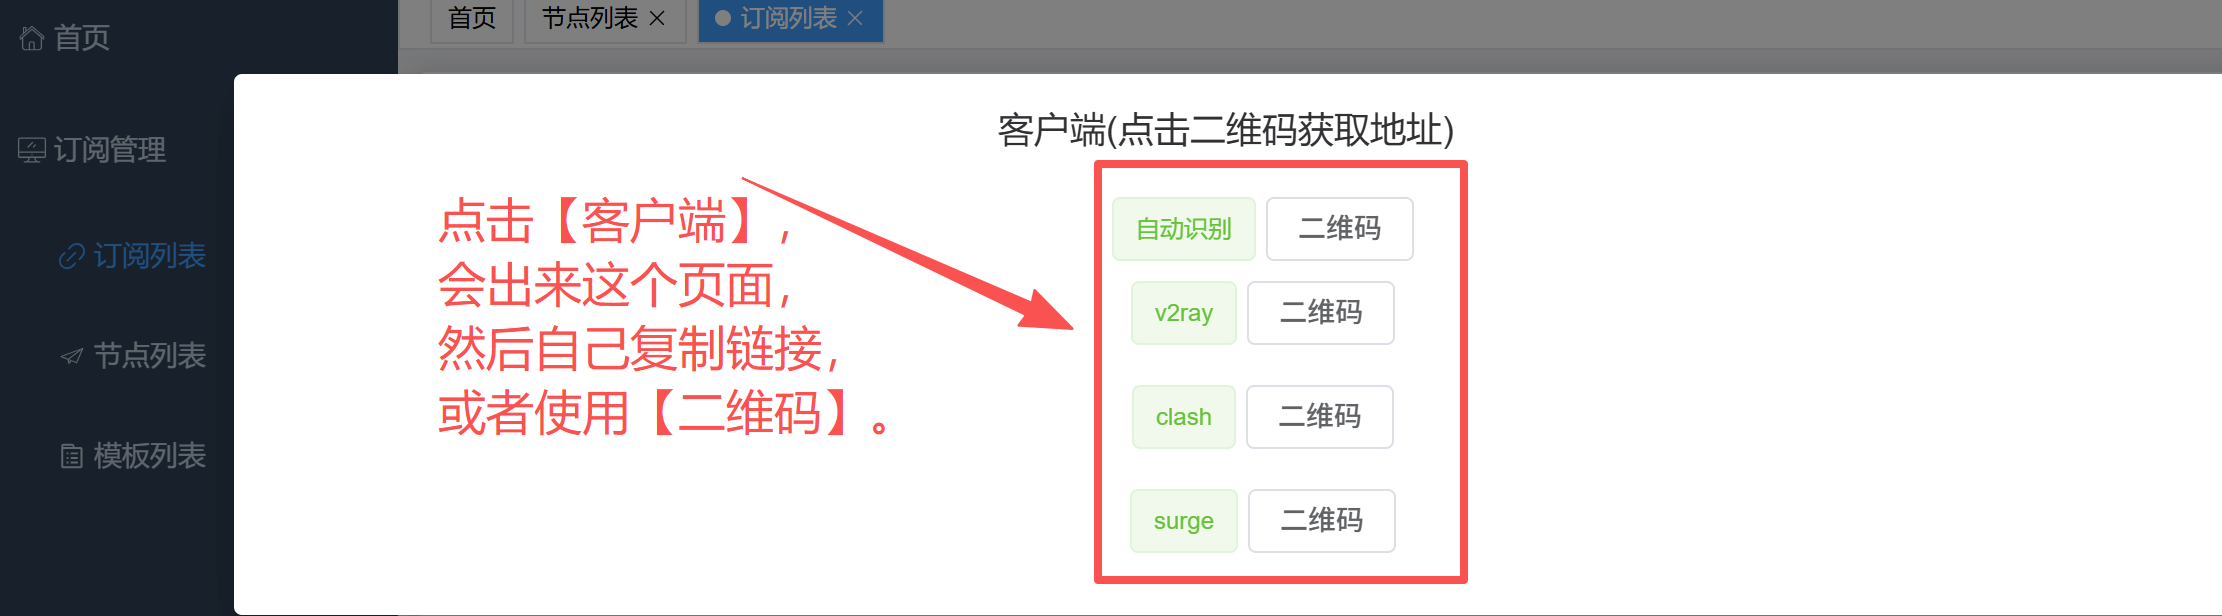 首页
节点列表
订阅列表
首页
订阅管理
订阅列表
节点列表
模板列表
客户端(点击二维码获取地址)
点击【客户端】,
会出来这个页面,
然后自己复制链接,
或者使用【二维码】。
自动识别 二维码
v2ray 二维码
clash 二维码
surge 二维码